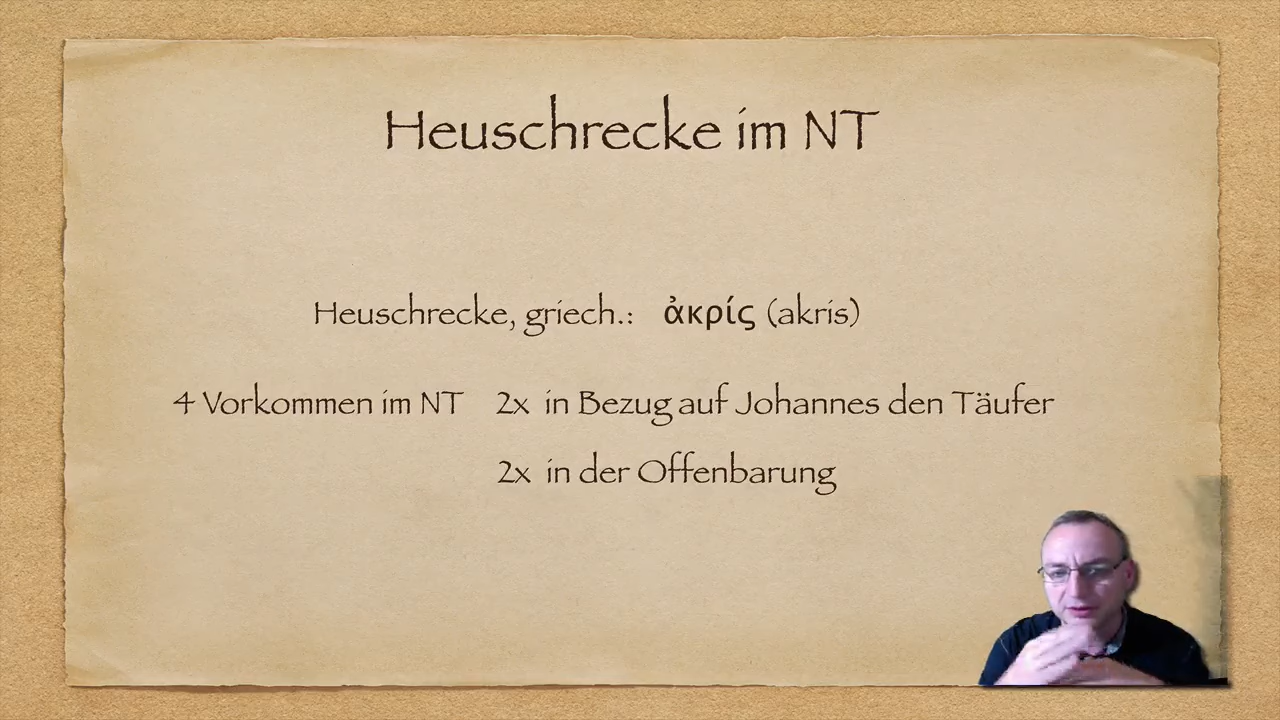 Heuschrecke im NT
Heuschrecke, griech.: ἀκρίς (akris)
4 Vorkommen im NT 2x in Bezug auf Johannes den Täufer
2x in der Offenbarung